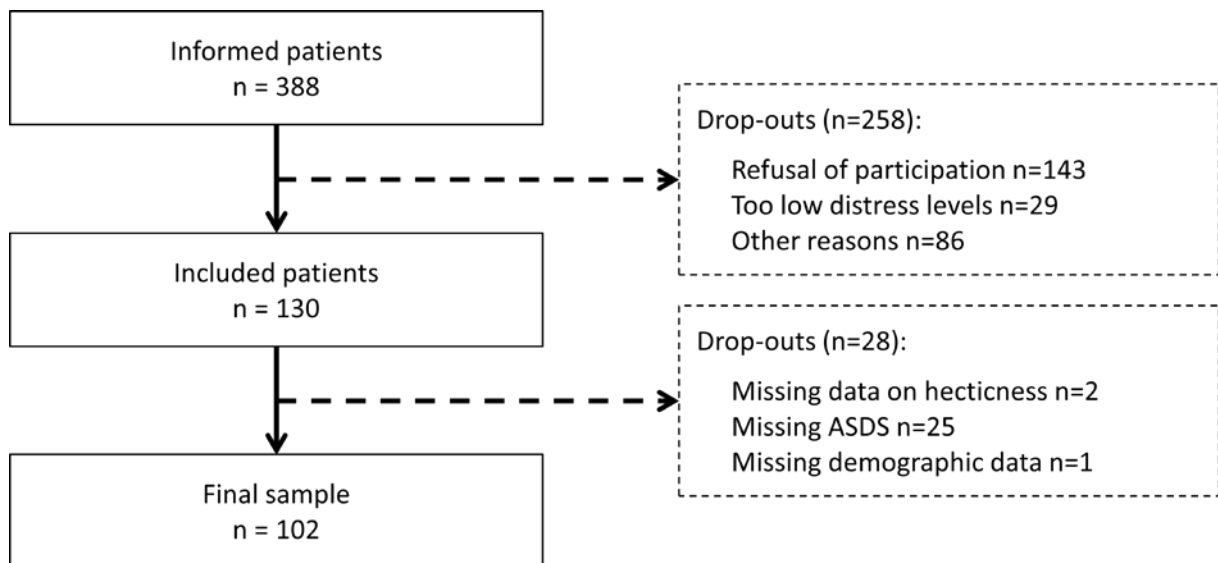 Informed patients
n = 388
Drop-outs (n=258):
Refusal of participation n=143
Too low distress levels n=29
Other reasons n=86
Included patients
n = 130
Drop-outs (n=28):
Missing data on hecticness n=2
Missing ASDS n=25
Missing demographic data n=1
Final sample
n = 102